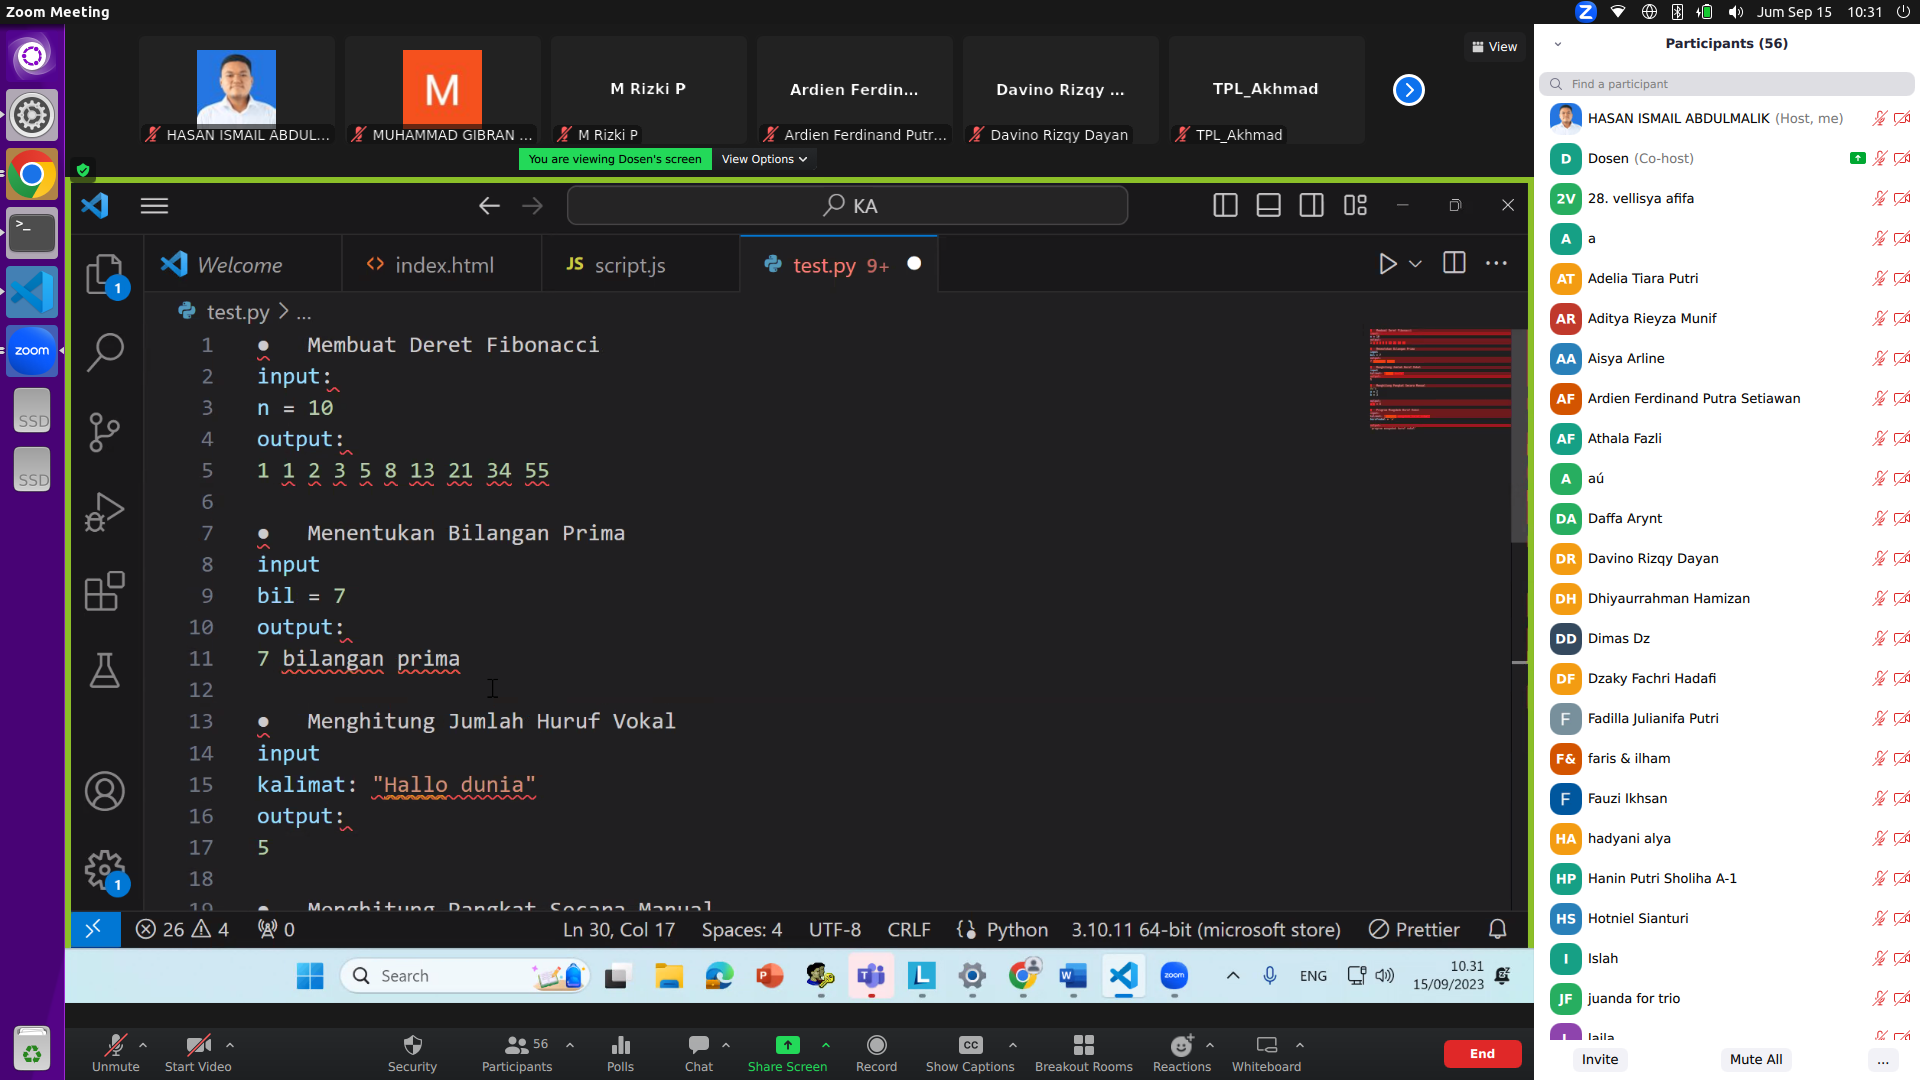 Zoom Meeting
Z
Jum Sep 15 10:31
M
M Rizki P
Ardien Ferdin...
Davino Rizqy ...
TPL_Akhmad
View
HASAN ISMAIL ABDUL...
MUHAMMAD GIBRAN ...
M Rizki P
Ardien Ferdinand Putr...
Davino Rizqy Dayan
TPL_Akhmad
You are viewing Dosen's screen
View Options
KA
Welcome
<> index.html
JS script.js
test.py 9+
test.py > ...
1 ● Membuat Deret Fibonacci
2 input:
3 n = 10
4 output:
5 1 1 2 3 5 8 13 21 34 55
6
7 ● Menentukan Bilangan Prima
8 input
9 bil = 7
10 output:
11 7 bilangan prima
12
13 ● Menghitung Jumlah Huruf Vokal
14 input
15 kalimat: "Hallo dunia"
16 output:
17 5
18
19 ● Menghitung Pangkat Secara Manual
1
1
26 4 0
Ln 30, Col 17 Spaces: 4 UTF-8 CRLF Python 3.10.11 64-bit (microsoft store) Prettier
Search
ENG
10.31
15/09/2023
zoom
SSD
SSD
zoom
Unmute
Start Video
Security
Participants
56
Polls
Chat
Share Screen
Record
CC
Show Captions
Breakout Rooms
Reactions
Whiteboard
End
Participants (56)
Find a participant
HASAN ISMAIL ABDULMALIK (Host, me)
D Dosen (Co-host)
2V 28. vellisya afifa
A a
AT Adelia Tiara Putri
AR Aditya Rieyza Munif
AA Aisya Arline
AF Ardien Ferdinand Putra Setiawan
AF Athala Fazli
A aú
DA Daffa Arynt
DR Davino Rizqy Dayan
DH Dhiyaurrahman Hamizan
DD Dimas Dz
DF Dzaky Fachri Hadafi
F Fadilla Julianifa Putri
F& faris & ilham
F Fauzi Ikhsan
HA hadyani alya
HP Hanin Putri Sholiha A-1
HS Hotniel Sianturi
I Islah
JF juanda for trio
L laila
Invite
Mute All
...